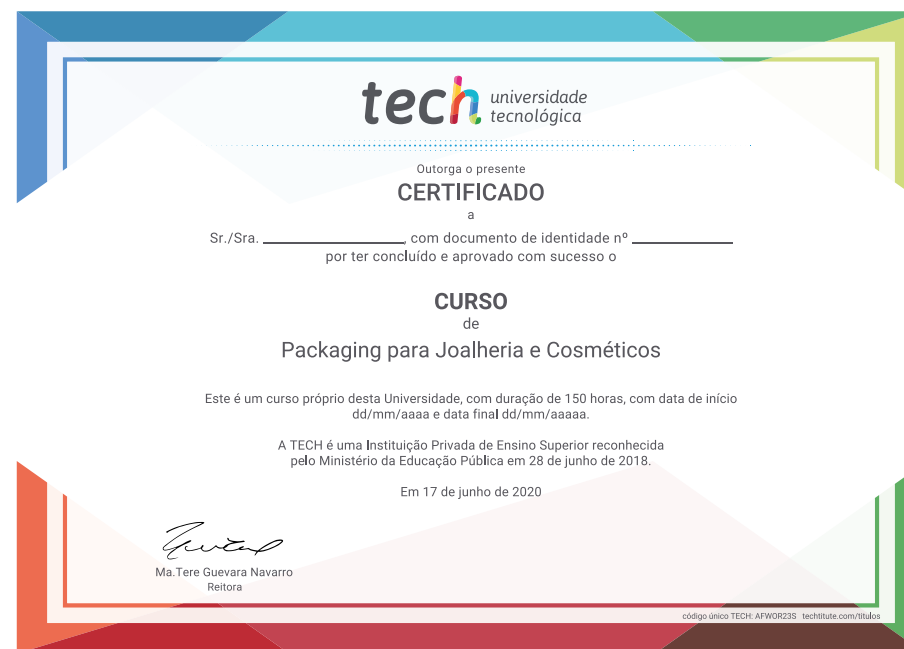 tech universidade
tecnológica
Outorga o presente
CERTIFICADO
a
Sr./Sra. ____________, com documento de identidade nº ____________
por ter concluído e aprovado com sucesso o
CURSO
de
Packaging para Joalheria e Cosméticos
Este é um curso próprio desta Universidade, com duração de 150 horas, com data de início
dd/mm/aaaa e data final dd/mm/aaaaa.
A TECH é uma Instituição Privada de Ensino Superior reconhecida
pelo Ministério da Educação Pública em 28 de junho de 2018.
Em 17 de junho de 2020
Ma.Tere Guevara Navarro
Reitora
código único TECH: AFWOR23S techtitute.com/titulos